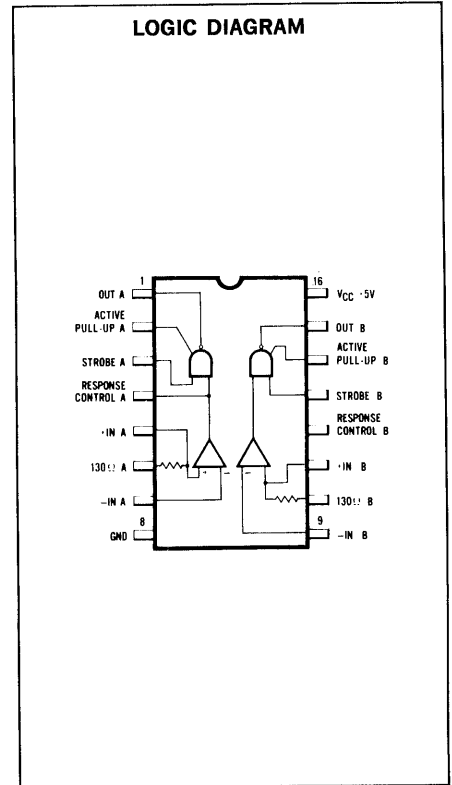 LOGIC DIAGRAM
1
OUT A
ACTIVE
PULL-UP A
STROBE A
RESPONSE
CONTROL A
+IN A
130Ω A
-IN A
8
GND
16
VCC +5V
OUT B
ACTIVE
PULL-UP B
STROBE B
RESPONSE
CONTROL B
+IN B
130Ω B
9
-IN B
+ - - +